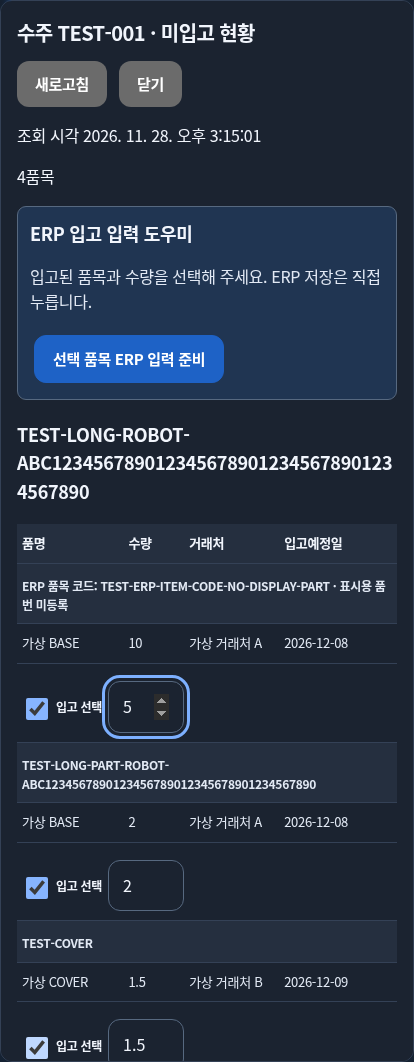 수주 TEST-001 · 미입고 현황
새로고침 닫기
조회 시각 2026. 11. 28. 오후 3:15:01
4품목
ERP 입고 입력 도우미
입고된 품목과 수량을 선택해 주세요. ERP 저장은 직접
누릅니다.
선택 품목 ERP 입력 준비
TEST-LONG-ROBOT-
ABC123456789012345678901234567890123
4567890
품명 수량 거래처 입고예정일
ERP 품목 코드: TEST-ERP-ITEM-CODE-NO-DISPLAY-PART · 표시용 품
번 미등록
가상 BASE 10 가상 거래처 A 2026-12-08
입고 선택 5
TEST-LONG-PART-ROBOT-
ABC1234567890123456789012345678901234567890
가상 BASE 2 가상 거래처 A 2026-12-08
입고 선택 2
TEST-COVER
가상 COVER 1.5 가상 거래처 B 2026-12-09
입고 선택 1.5